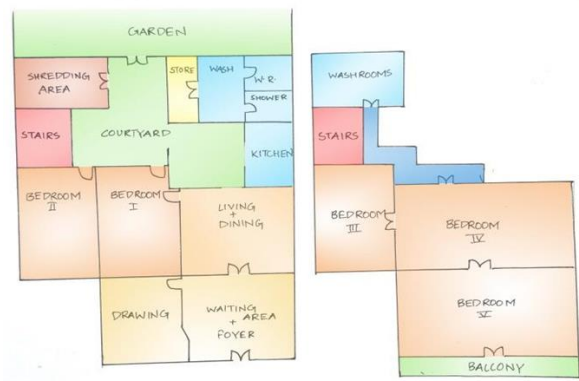 GARDEN
SHREDDING
AREA
STORE
WASH
W.R.
SHOWER
STAIRS
COURTYARD
KITCHEN
BEDROOM
II
BEDROOM
I
LIVING
+
DINING
DRAWING
WAITING
+ AREA
FOYER
WASHROOMS
STAIRS
BEDROOM
III
BEDROOM
IV
BEDROOM
V
BALLCONY